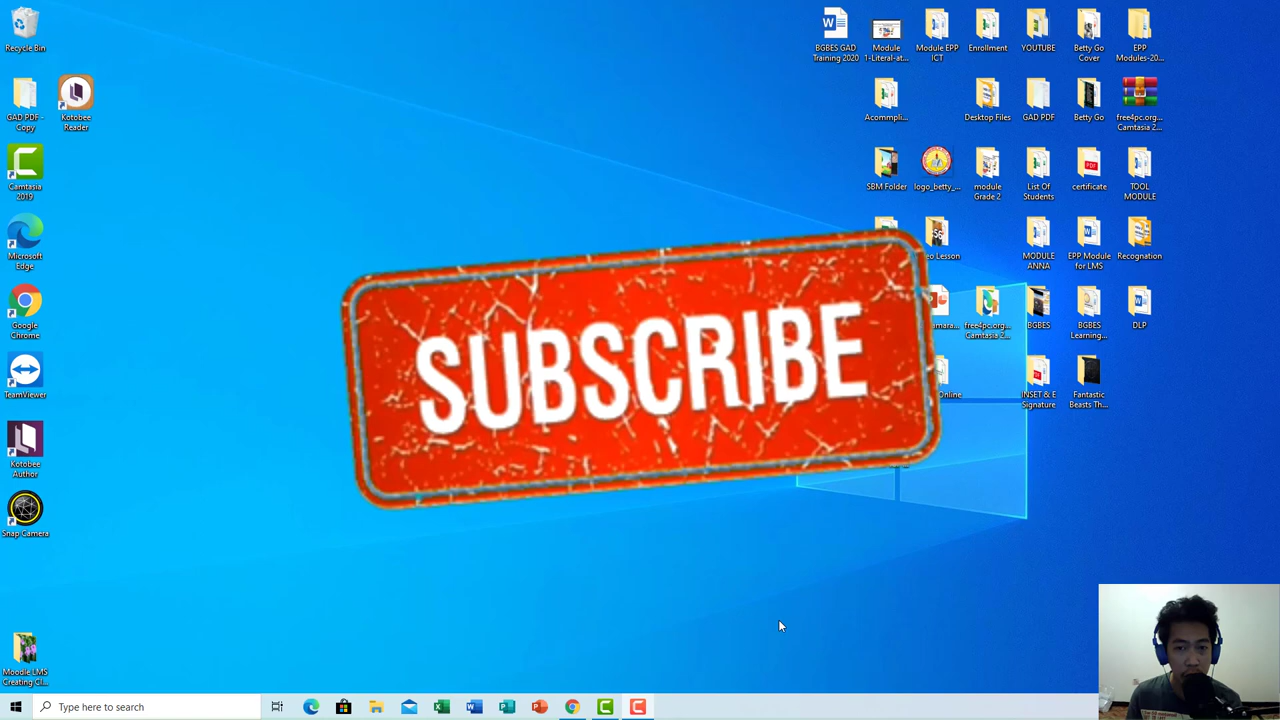 Recycle Bin
GAD PDF - Copy
Kotobee Reader
Camtasia 2019
Microsoft Edge
Google Chrome
TeamViewer
Kotobee Author
Snap Camera
Moodle LMS
Creating Cl...
BGBES GAD
Training 2020
Module
1-Literal-at...
Module EPP
ICT
Enrollment
YOUTUBE
Betty Go
Cover
EPP
Modules-20...
Acommpli...
Desktop Files
GAD PDF
Betty Go
free4pc.org...
Camtasia 2...
SBM Folder
logo_betty_...
module
Grade 2
List Of
Students
certificate
TOOL
MODULE
Lesson
MODULE
ANNA
EPP Module
for LMS
Recognation
free4pc.org...
Camtasia 2...
BGBES
BGBES
Learning...
DLP
Online
INSET & E
Signature
Fantastic
Beasts Th...
SUBSCRIBE
Type here to search